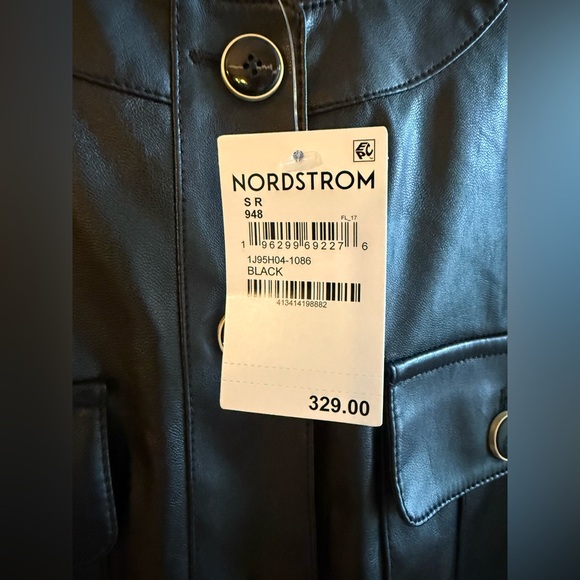 NORDSTROM
S R
948
FL_17
1 96299 69227 6
1J95H04-1086
BLACK
413414198882
329.00